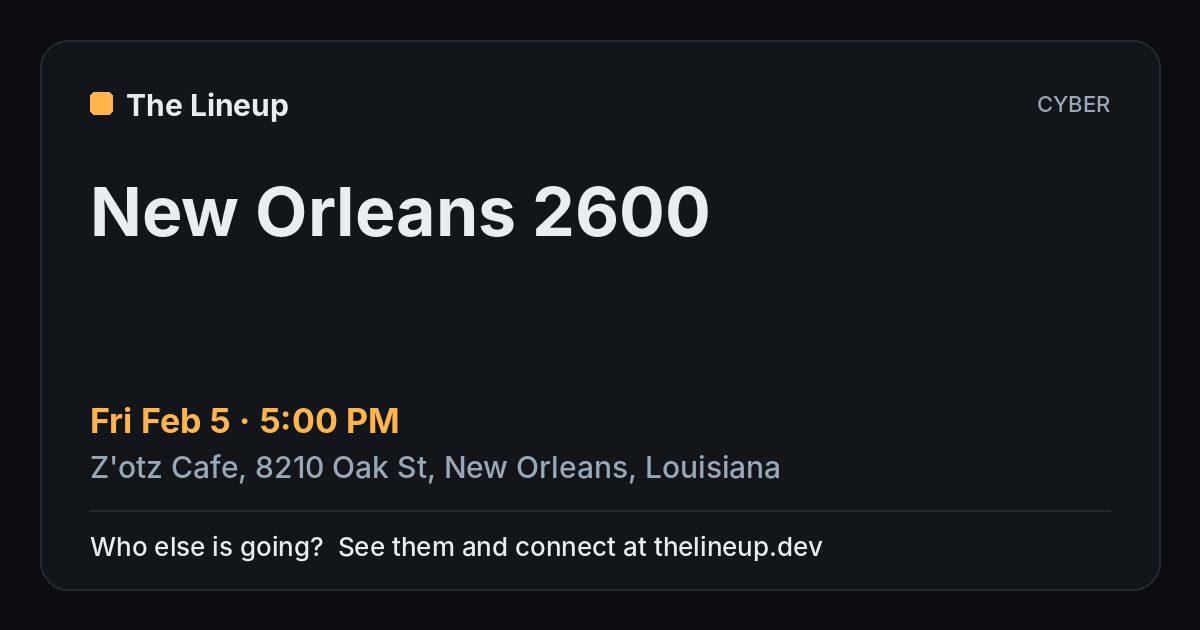 The Lineup
CYBER
New Orleans 2600
Fri Feb 5 · 5:00 PM
Z'otz Cafe, 8210 Oak St, New Orleans, Louisiana
Who else is going? See them and connect at thelineup.dev